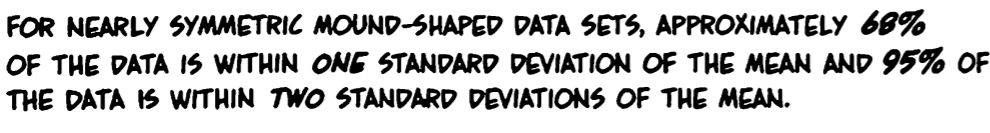 FOR NEARLY SYMMETRIC MOUND-SHAPED DATA SETS, APPROXIMATELY 68%
OF THE DATA IS WITHIN ONE STANDARD DEVIATION OF THE MEAN AND 95% OF
THE DATA IS WITHIN TWO STANDARD DEVIATIONS OF THE MEAN.